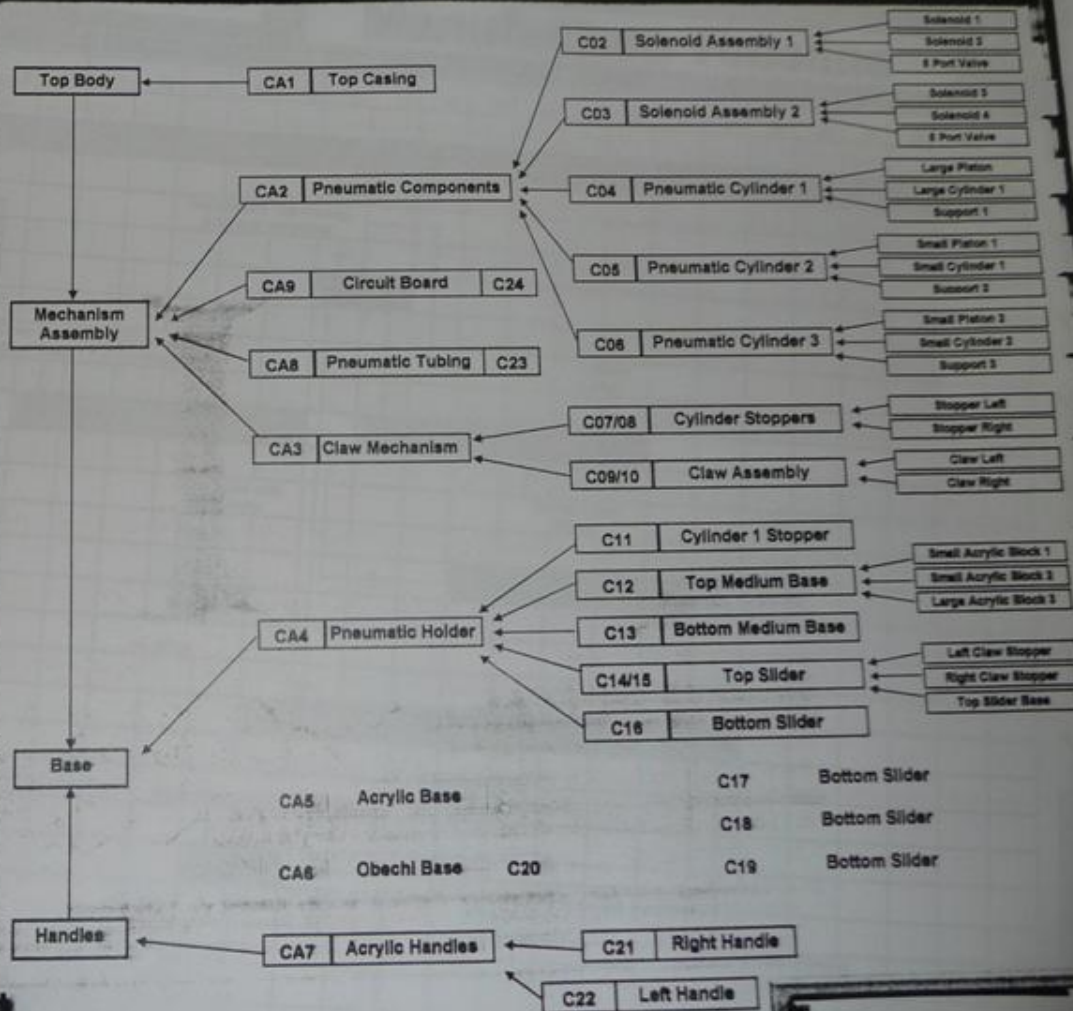 Solenoid 1
C02 Solenoid Assembly 1
Solenoid 2
5 Port Valve
Top Body
CA1 Top Casing
Solenoid 3
C03 Solenoid Assembly 2
Solenoid 4
5 Port Valve
Large Piston
CA2 Pneumatic Components
C04 Pneumatic Cylinder 1
Large Cylinder 1
Support 1
Small Piston 1
C05 Pneumatic Cylinder 2
Small Cylinder 1
Support 2
CA9 Circuit Board C24
Mechanism
Assembly
Small Piston 2
C06 Pneumatic Cylinder 3
Small Cylinder 2
Support 3
CA8 Pneumatic Tubing C23
Stopper Left
C07/08 Cylinder Stoppers
Stopper Right
CA3 Claw Mechanism
Claw Left
C09/10 Claw Assembly
Claw Right
C11 Cylinder 1 Stopper
Small Acrylic Block 1
C12 Top Medium Base
Small Acrylic Block 2
Large Acrylic Block 3
CA4 Pneumatic Holder
C13 Bottom Medium Base
Left Claw Stopper
C14/15 Top Slider
Right Claw Stopper
Top Slider Base
C16 Bottom Slider
Base
CA5 Acrylic Base
C17 Bottom Slider
C18 Bottom Slider
CA6 Obechi Base C20
C19 Bottom Slider
Handles
CA7 Acrylic Handles
C21 Right Handle
C22 Left Handle